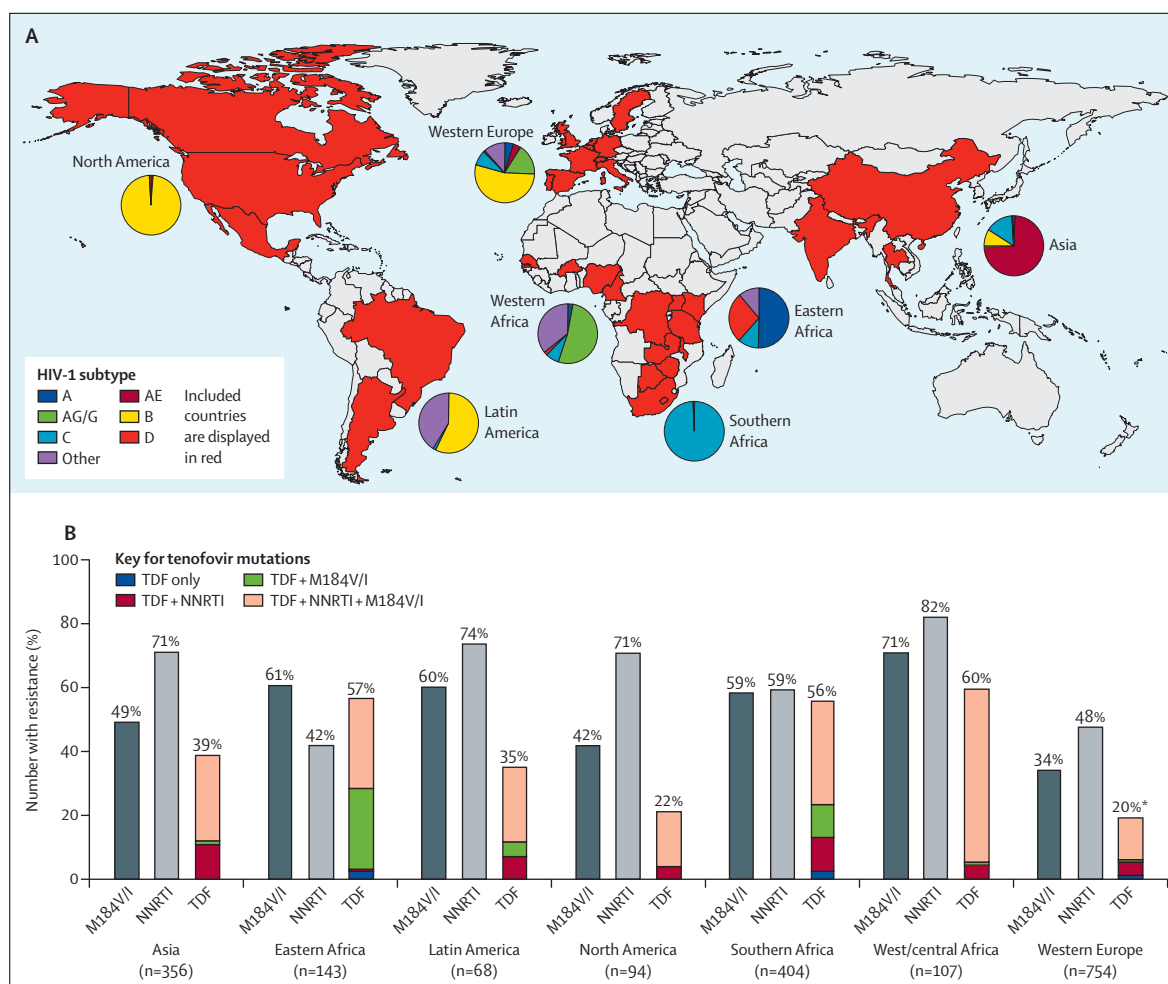 A
North America
Western Europe
Asia
Western
Africa
Eastern
Africa
Latin
America
Southern
Africa
HIV-1 subtype
A
AG/G
C
Other
AE
B
D
Included
countries
are displayed
in red
B
Key for tenofovir mutations
TDF only
TDF + M184V/I
TDF + NNRTI
TDF + NNRTI + M184V/I
Number with resistance (%)
100
80
60
40
20
0
49%
71%
39%
61%
42%
57%
60%
74%
35%
42%
71%
22%
59%
59%
56%
71%
82%
60%
34%
48%
20%*
M184V/I
NNRTI
TDF
M184V/I
NNRTI
TDF
M184V/I
NNRTI
TDF
M184V/I
NNRTI
TDF
M184V/I
NNRTI
TDF
M184V/I
NNRTI
TDF
M184V/I
NNRTI
TDF
Asia
(n=356)
Eastern Africa
(n=143)
Latin America
(n=68)
North America
(n=94)
Southern Africa
(n=404)
West/central Africa
(n=107)
Western Europe
(n=754)